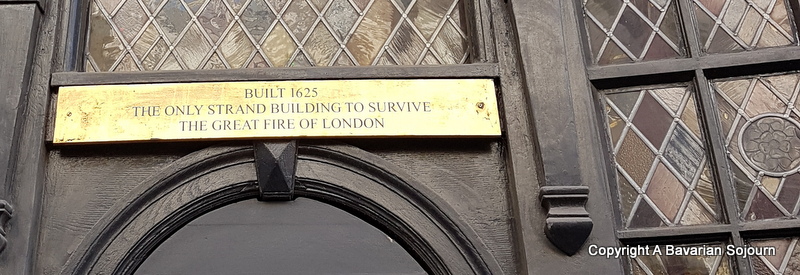 BUILT 1625
THE ONLY STRAND BUILDING TO SURVIVE
THE GREAT FIRE OF LONDON
Copyright A Bavarian Sojourn